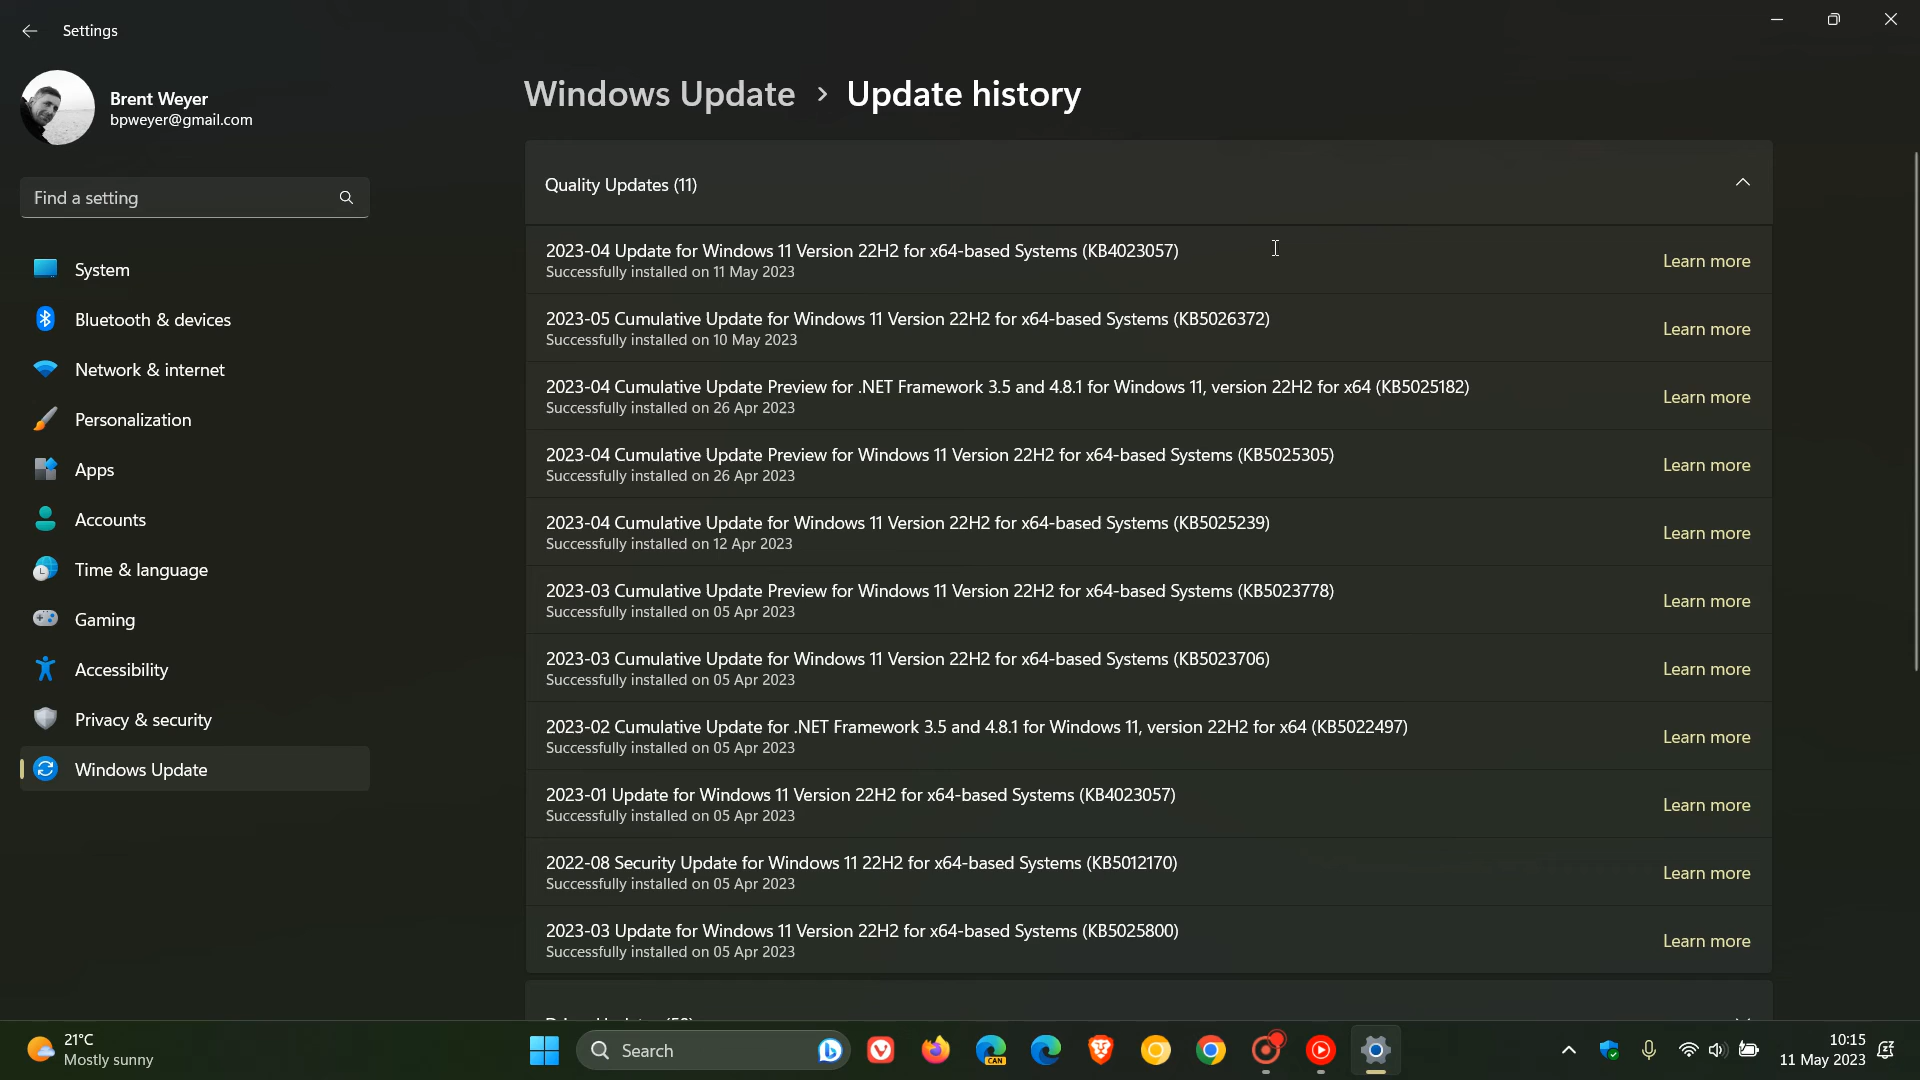 Settings
Brent Weyer
bpweyer@gmail.com
Find a setting
System
Bluetooth & devices
Network & internet
Personalization
Apps
Accounts
Time & language
Gaming
Accessibility
Privacy & security
Windows Update
Windows Update > Update history
Quality Updates (11)
2023-04 Update for Windows 11 Version 22H2 for x64-based Systems (KB4023057)
Successfully installed on 11 May 2023
Learn more
2023-05 Cumulative Update for Windows 11 Version 22H2 for x64-based Systems (KB5026372)
Successfully installed on 10 May 2023
Learn more
2023-04 Cumulative Update Preview for .NET Framework 3.5 and 4.8.1 for Windows 11, version 22H2 for x64 (KB5025182)
Successfully installed on 26 Apr 2023
Learn more
2023-04 Cumulative Update Preview for Windows 11 Version 22H2 for x64-based Systems (KB5025305)
Successfully installed on 26 Apr 2023
Learn more
2023-04 Cumulative Update for Windows 11 Version 22H2 for x64-based Systems (KB5025239)
Successfully installed on 12 Apr 2023
Learn more
2023-03 Cumulative Update Preview for Windows 11 Version 22H2 for x64-based Systems (KB5023778)
Successfully installed on 05 Apr 2023
Learn more
2023-03 Cumulative Update for Windows 11 Version 22H2 for x64-based Systems (KB5023706)
Successfully installed on 05 Apr 2023
Learn more
2023-02 Cumulative Update for .NET Framework 3.5 and 4.8.1 for Windows 11, version 22H2 for x64 (KB5022497)
Successfully installed on 05 Apr 2023
Learn more
2023-01 Update for Windows 11 Version 22H2 for x64-based Systems (KB4023057)
Successfully installed on 05 Apr 2023
Learn more
2022-08 Security Update for Windows 11 22H2 for x64-based Systems (KB5012170)
Successfully installed on 05 Apr 2023
Learn more
2023-03 Update for Windows 11 Version 22H2 for x64-based Systems (KB5025800)
Successfully installed on 05 Apr 2023
Learn more
21°C
Mostly sunny
Search
CAN
10:15
11 May 2023